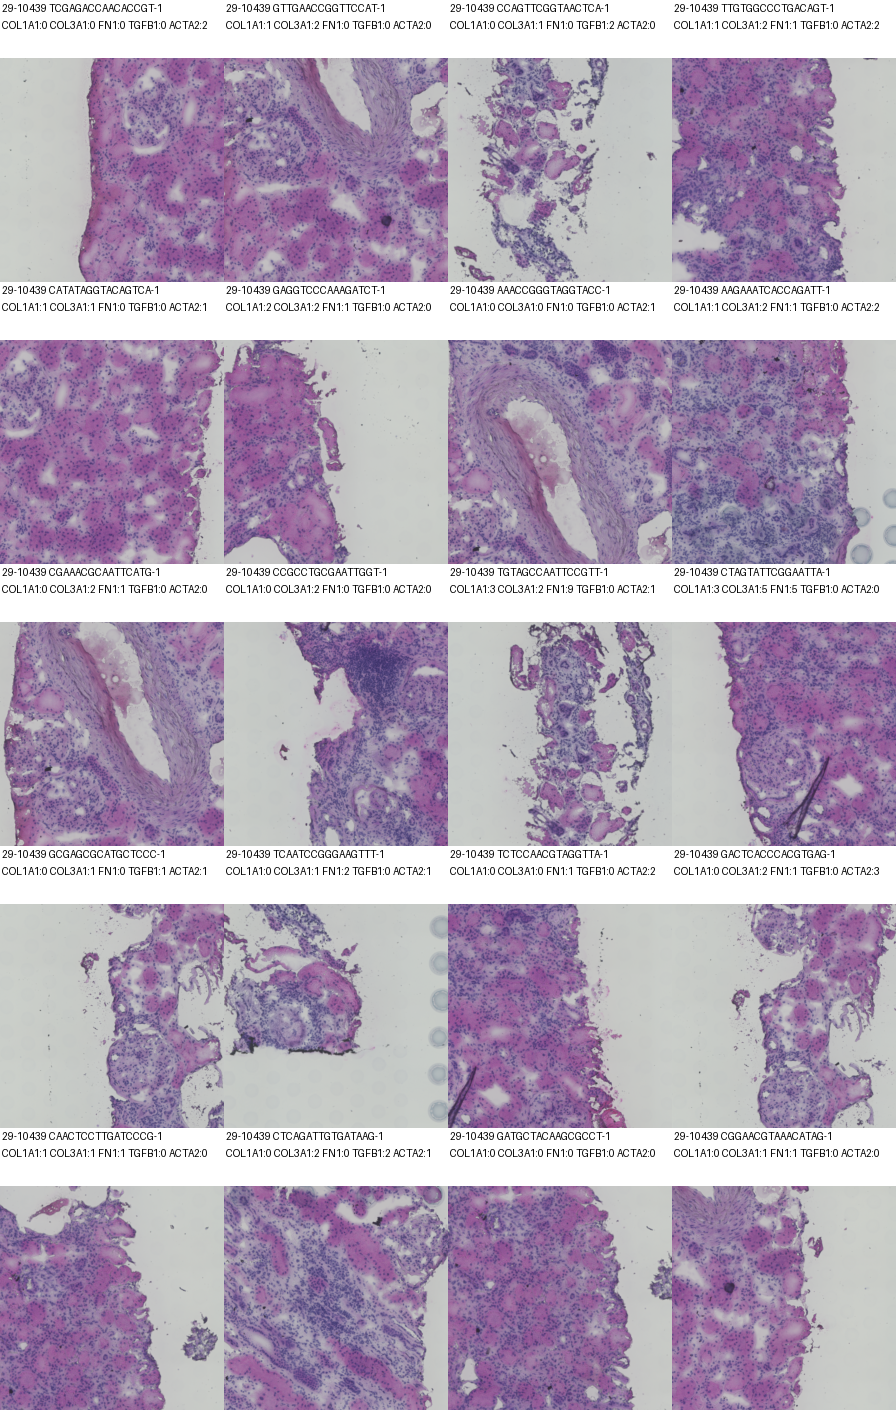 29-10439 TCGAGACCAACACCGT-1
COL1A1:0 COL3A1:0 FN1:0 TGFB1:0 ACTA2:2
29-10439 GTTGAACCGGTTCCAT-1
COL1A1:1 COL3A1:2 FN1:0 TGFB1:2 ACTA2:0
29-10439 CCAGTTCGGTAACTCA-1
COL1A1:0 COL3A1:1 FN1:1 TGFB1:2 ACTA2:0
29-10439 TTGTGGCCCTGACAGT-1
COL1A1:1 COL3A1:2 FN1:1 TGFB1:0 ACTA2:2
29-10439 CATATAGGTACAGTCA-1
COL1A1:1 COL3A1:1 FN1:0 TGFB1:0 ACTA2:1
29-10439 GAGGTCCCAAAGATCT-1
COL1A1:2 COL3A1:2 FN1:1 TGFB1:0 ACTA2:0
29-10439 AAACCGGGTAGGTACC-1
COL1A1:0 COL3A1:0 FN1:0 TGFB1:0 ACTA2:1
29-10439 AAGAAATCACCAGATT-1
COL1A1:1 COL3A1:2 FN1:1 TGFB1:0 ACTA2:2
29-10439 CGAAACGCAATTCATG-1
COL1A1:0 COL3A1:2 FN1:1 TGFB1:0 ACTA2:0
29-10439 CCGCCTGCGAATTGGT-1
COL1A1:0 COL3A1:2 FN1:0 TGFB1:0 ACTA2:0
29-10439 TGTAGCCAATTCCGTT-1
COL1A1:3 COL3A1:2 FN1:9 TGFB1:0 ACTA2:1
29-10439 CTAGTATTCGGAATTA-1
COL1A1:3 COL3A1:5 FN1:5 TGFB1:0 ACTA2:0
29-10439 GCGAGCGCATGCTCCC-1
COL1A1:0 COL3A1:1 FN1:0 TGFB1:1 ACTA2:1
29-10439 TCAATCCGGGAAGTTT-1
COL1A1:0 COL3A1:1 FN1:2 TGFB1:0 ACTA2:1
29-10439 TCTCCAACGTAGGTTA-1
COL1A1:0 COL3A1:0 FN1:1 TGFB1:0 ACTA2:2
29-10439 GACTCACCCACGTGAG-1
COL1A1:0 COL3A1:2 FN1:1 TGFB1:0 ACTA2:3
29-10439 CAACTCCTTGATCCCG-1
COL1A1:1 COL3A1:1 FN1:1 TGFB1:0 ACTA2:0
29-10439 CTCAGATTGTGATAAG-1
COL1A1:0 COL3A1:2 FN1:0 TGFB1:2 ACTA2:1
29-10439 GATGCTACAAGCGCCT-1
COL1A1:0 COL3A1:0 FN1:0 TGFB1:0 ACTA2:0
29-10439 CGGAACGTAAACATAG-1
COL1A1:0 COL3A1:1 FN1:1 TGFB1:0 ACTA2:0